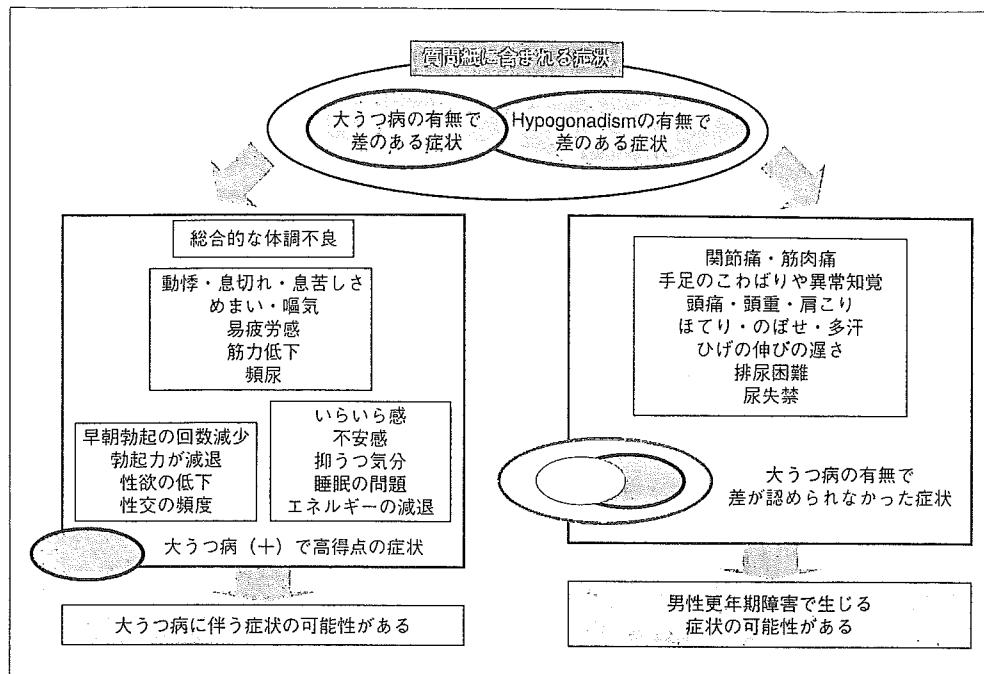 質問紙に含まれる症状
大うつ病の有無で
差のある症状
Hypogonadismの有無で
差のある症状
総合的な体調不良
動悸・息切れ・息苦しさ
めまい・嘔気
易疲労感
筋力低下
頻尿
早朝勃起の回数減少
勃起力が減退
性欲の低下
性交の頻度
いらいら感
不安感
抑うつ気分
睡眠の問題
エネルギーの減退
大うつ病（＋）で高得点の症状
大うつ病に伴う症状の可能性がある
関節痛・筋肉痛
手足のこわばりや異常知覚
頭痛・頭重・肩こり
ほてり・のぼせ・多汗
ひげの伸びの遅さ
排尿困難
尿失禁
大うつ病の有無で
差が認められなかった症状
男性更年期障害で生じる
症状の可能性がある